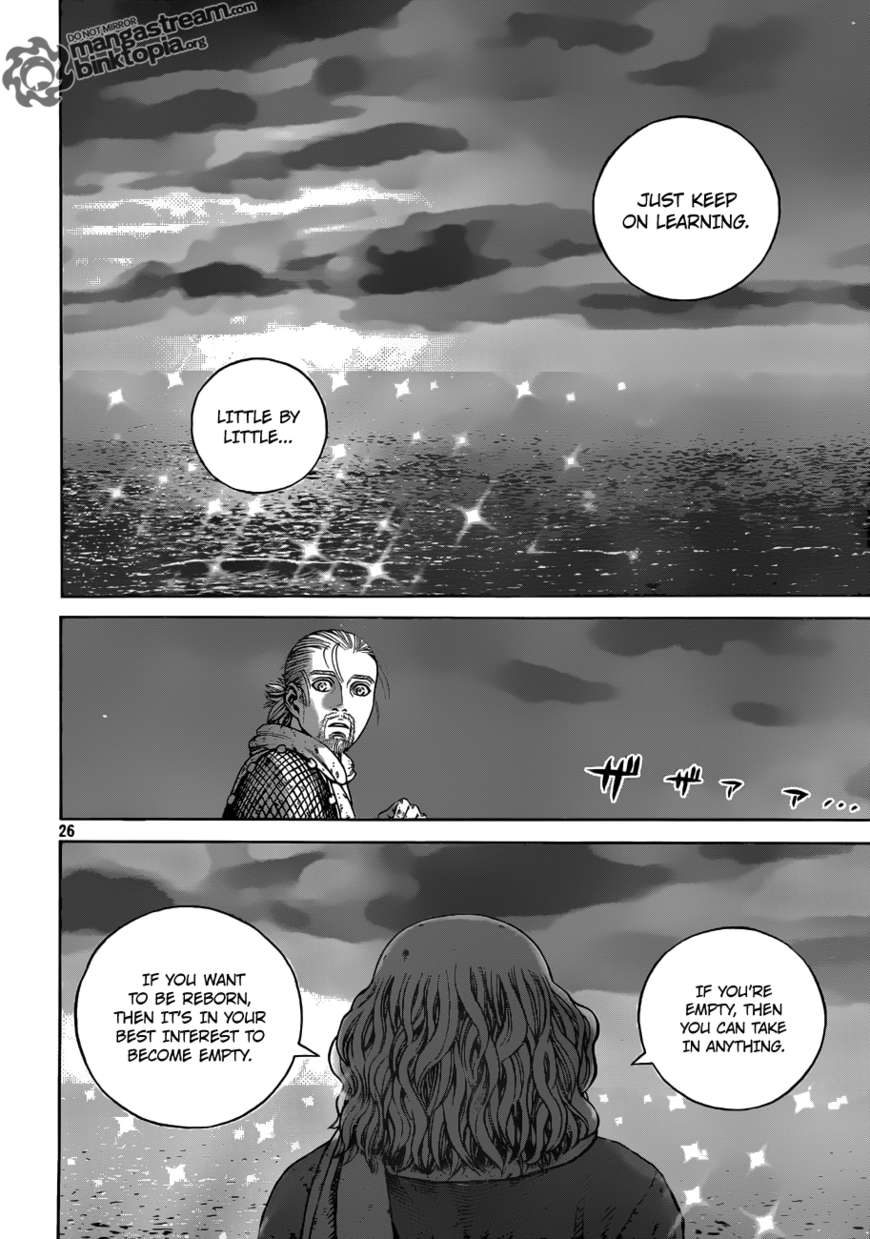 DO NOT MIRROR
mangastream.com
binktopia.org
JUST KEEP
ON LEARNING.
LITTLE BY
LITTLE...
ザ ザ ァ ァ...
26
IF YOU'RE
EMPTY, THEN
YOU CAN TAKE
IN ANYTHING.
IF YOU WANT
TO BE REBORN,
THEN IT'S IN YOUR
BEST INTEREST TO
BECOME EMPTY.